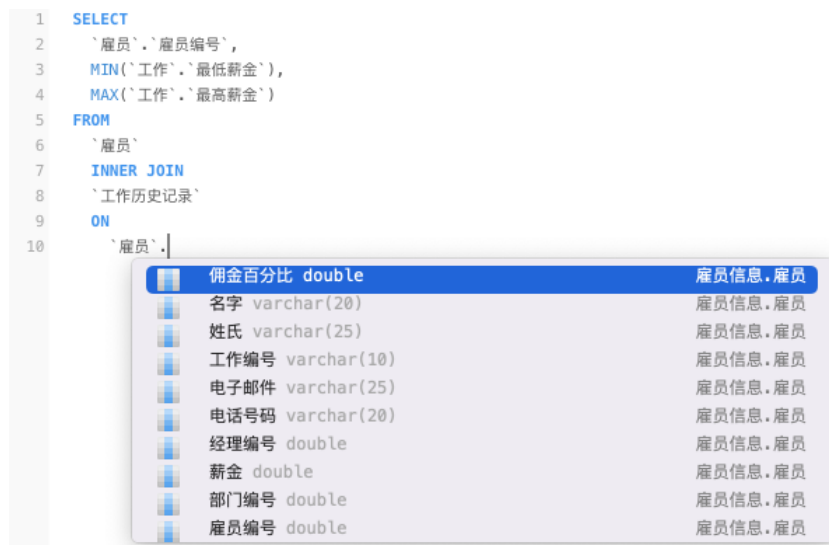 1 SELECT
2 `雇员`.`雇员编号`,
3 MIN(`工作`.`最低薪金`),
4 MAX(`工作`.`最高薪金`)
5 FROM
6 `雇员`
7 INNER JOIN
8 `工作历史记录`
9 ON
10 `雇员`.
佣金百分比 double 雇员信息.雇员
名字 varchar(20) 雇员信息.雇员
姓氏 varchar(25) 雇员信息.雇员
工作编号 varchar(10) 雇员信息.雇员
电子邮件 varchar(25) 雇员信息.雇员
电话号码 varchar(20) 雇员信息.雇员
经理编号 double 雇员信息.雇员
薪金 double 雇员信息.雇员
部门编号 double 雇员信息.雇员
雇员编号 double 雇员信息.雇员